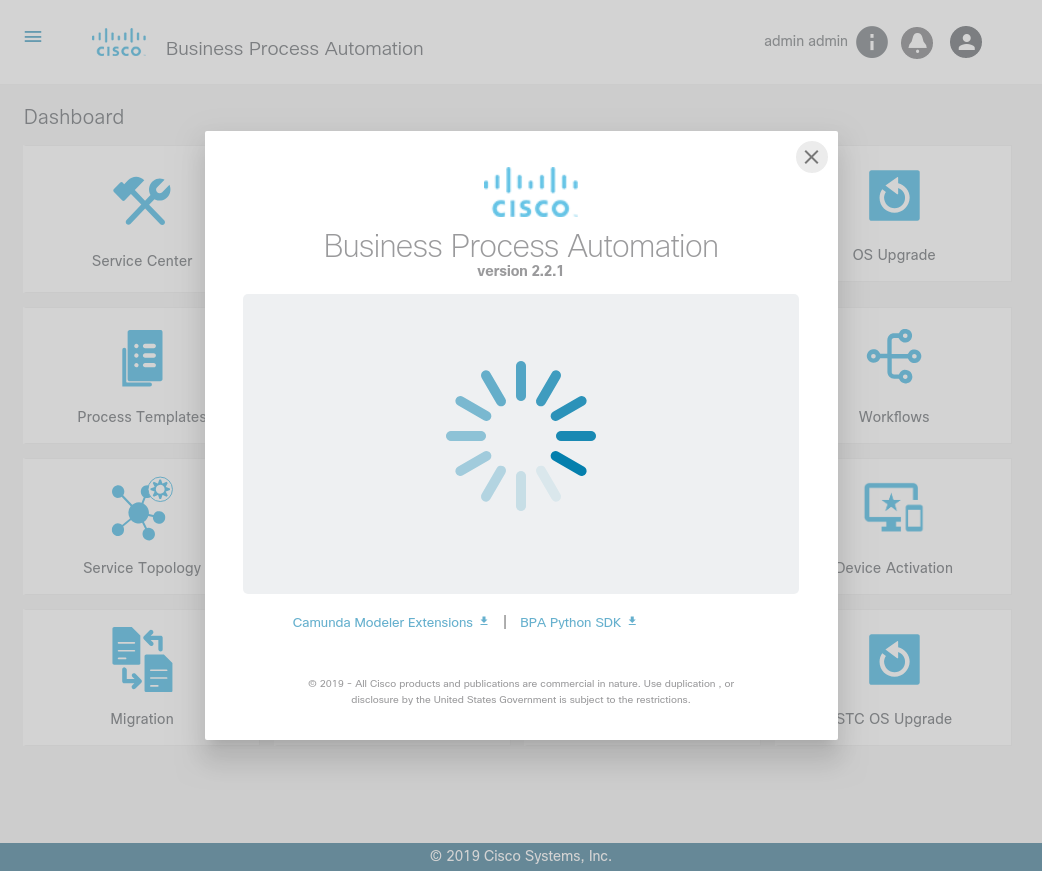 CISCO
Business Process Automation
admin admin
Dashboard
Service Center
OS Upgrade
Process Templates
Workflows
Service Topology
Device Activation
Migration
STC OS Upgrade
CISCO
Business Process Automation
version 2.2.1
Camunda Modeler Extensions | BPA Python SDK
© 2019 - All Cisco products and publications are commercial in nature. Use duplication , or
disclosure by the United States Government is subject to the restrictions.
© 2019 Cisco Systems, Inc.